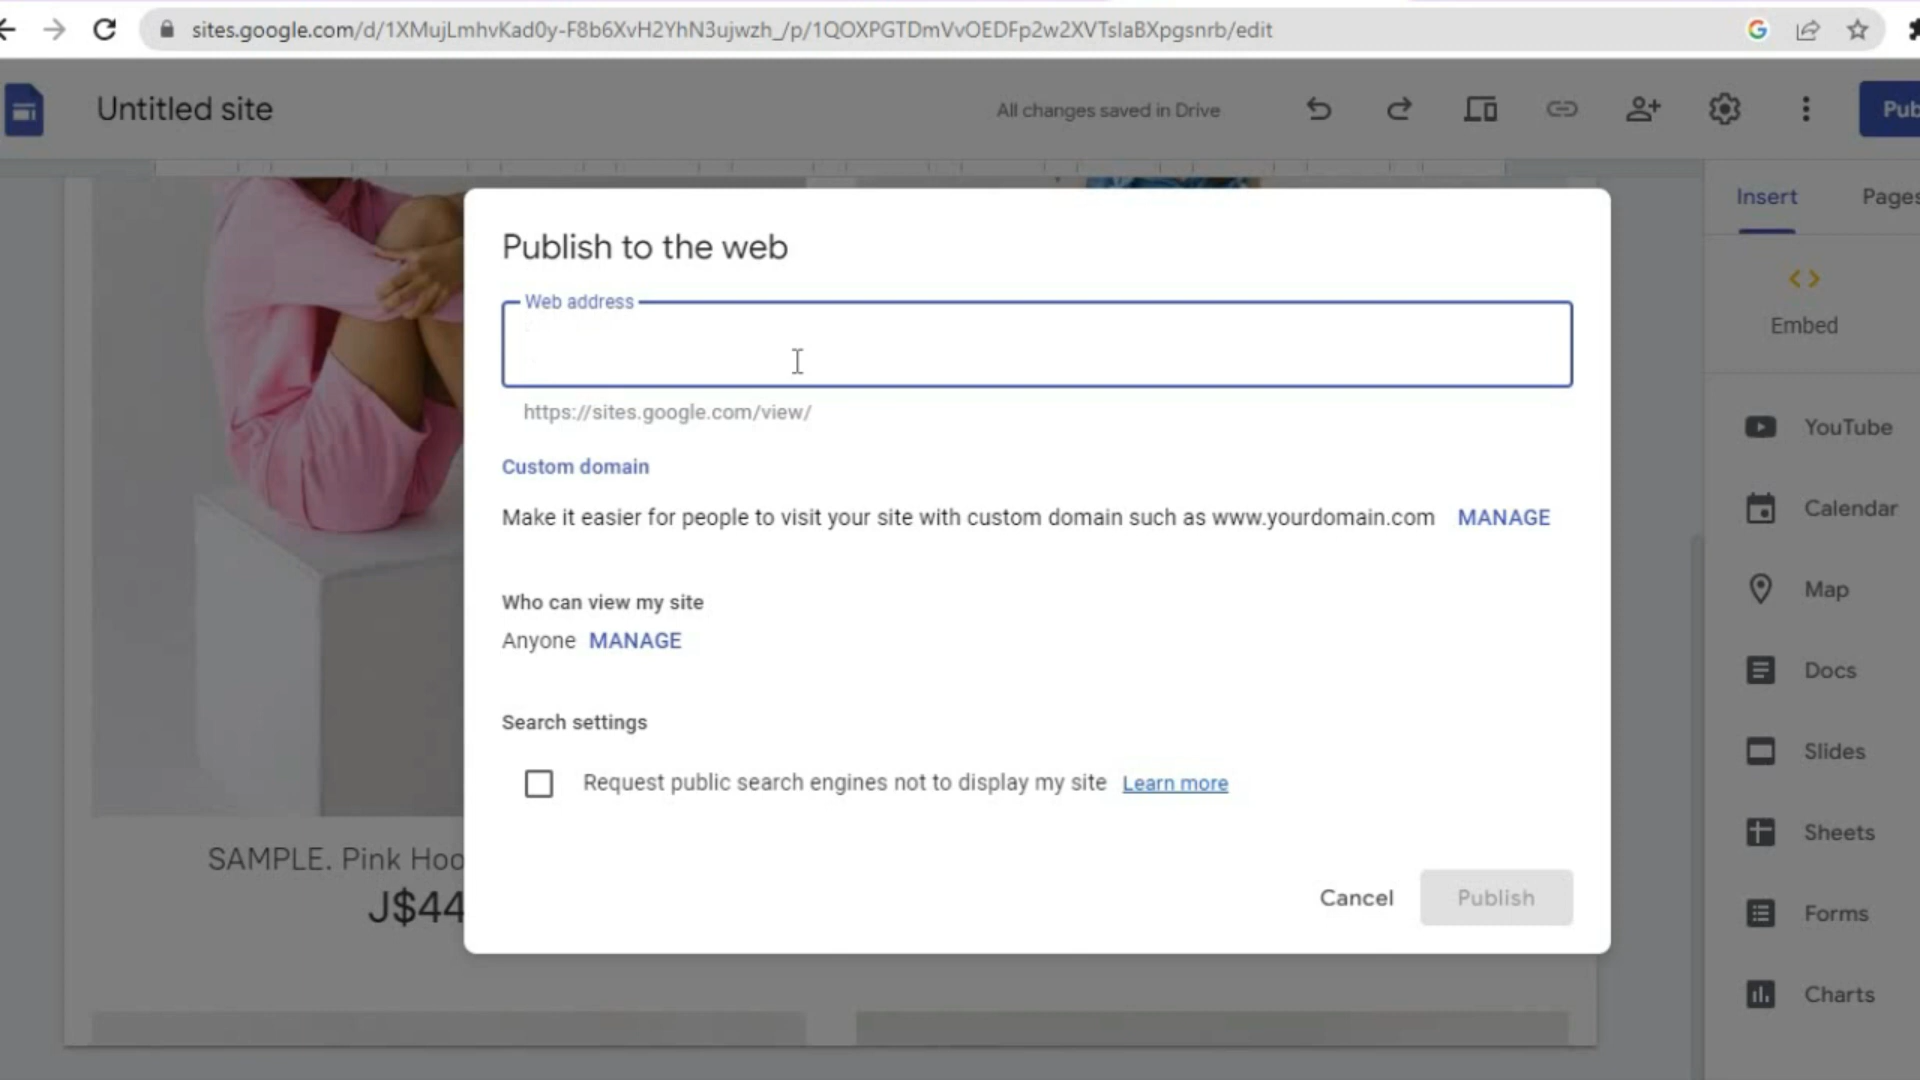 sites.google.com/d/1XMujLmhvKad0y-F8b6XvH2YhN3ujwzh_/p/1QOXPGTDmVvOEDFp2w2XVTsIaBXpgsnrb/edit
Untitled site
All changes saved in Drive
Pub
Insert
Pages
Publish to the web
Web address
https://sites.google.com/view/
Custom domain
Make it easier for people to visit your site with custom domain such as www.yourdomain.com MANAGE
Who can view my site
Anyone MANAGE
Search settings
Request public search engines not to display my site Learn more
Cancel
Publish
Embed
YouTube
Calendar
Map
Docs
Slides
Sheets
Forms
Charts
SAMPLE. Pink Hoo
J$44